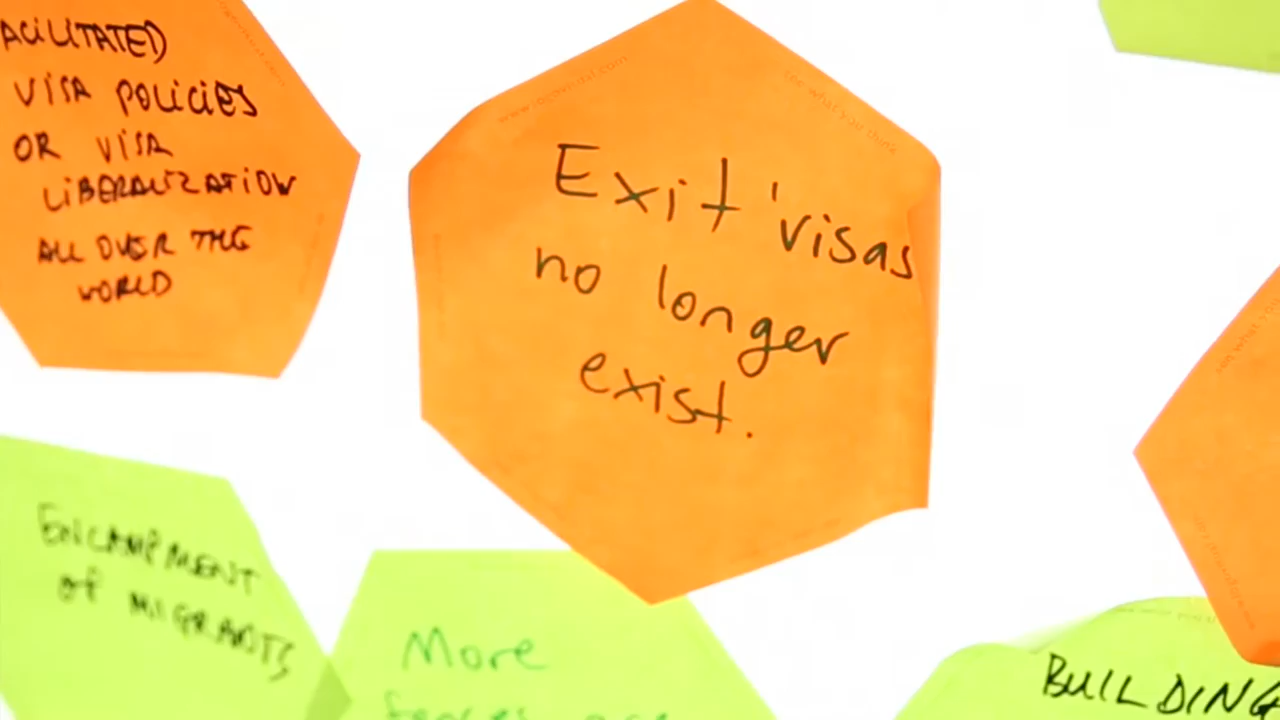 ACILITATED
VISA POLICIES
OR VISA
LIBERALIZATION
ALL OVER THE
WORLD
Exit 'visas
no longer
exist.
ENCAMPMENT
of MIGRANTS
More
BUILDING